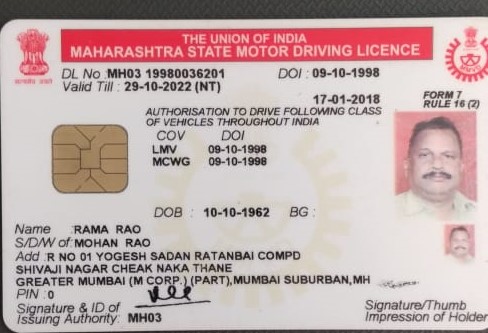 THE UNION OF INDIA
MAHARASHTRA STATE MOTOR DRIVING LICENCE
DL No :MH03 19980036201 DOI : 09-10-1998
Valid Till : 29-10-2022 (NT)
17-01-2018
FORM 7
RULE 16 (2)
AUTHORISATION TO DRIVE FOLLOWING CLASS
OF VEHICLES THROUGHOUT INDIA
COV DOI
LMV 09-10-1998
MCWG 09-10-1998
DOB : 10-10-1962 BG :
Name :RAMA RAO
S/D/W of:MOHAN RAO
Add :R NO 01 YOGESH SADAN RATANBAI COMPD
SHIVAJI NAGAR CHEAK NAKA THANE
GREATER MUMBAI (M CORP.) (PART),MUMBAI SUBURBAN,MH
PIN :0
Signature & ID of
Issuing Authority: MH03
Signature/Thumb
Impression of Holder